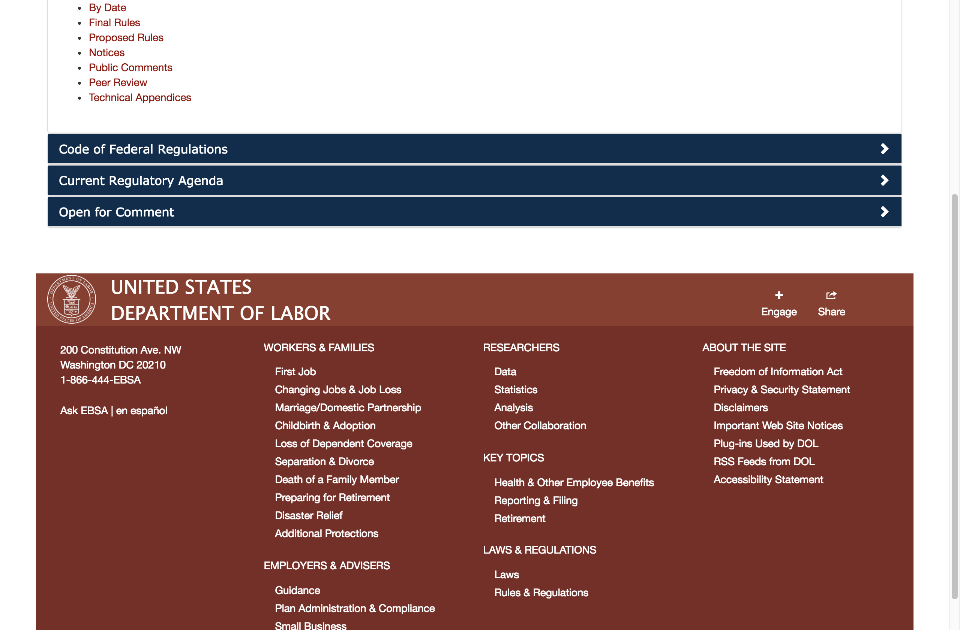 By Date
Final Rules
Proposed Rules
Notices
Public Comments
Peer Review
Technical Appendices
Code of Federal Regulations
Current Regulatory Agenda
Open for Comment
UNITED STATES
DEPARTMENT OF LABOR
Engage
Share
200 Constitution Ave. NW
Washington DC 20210
1-866-444-EBSA
Ask EBSA | en español
WORKERS & FAMILIES
First Job
Changing Jobs & Job Loss
Marriage/Domestic Partnership
Childbirth & Adoption
Loss of Dependent Coverage
Separation & Divorce
Death of a Family Member
Preparing for Retirement
Disaster Relief
Additional Protections
EMPLOYERS & ADVISERS
Guidance
Plan Administration & Compliance
Small Business
RESEARCHERS
Data
Statistics
Analysis
Other Collaboration
KEY TOPICS
Health & Other Employee Benefits
Reporting & Filing
Retirement
LAWS & REGULATIONS
Laws
Rules & Regulations
ABOUT THE SITE
Freedom of Information Act
Privacy & Security Statement
Disclaimers
Important Web Site Notices
Plug-ins Used by DOL
RSS Feeds from DOL
Accessibility Statement